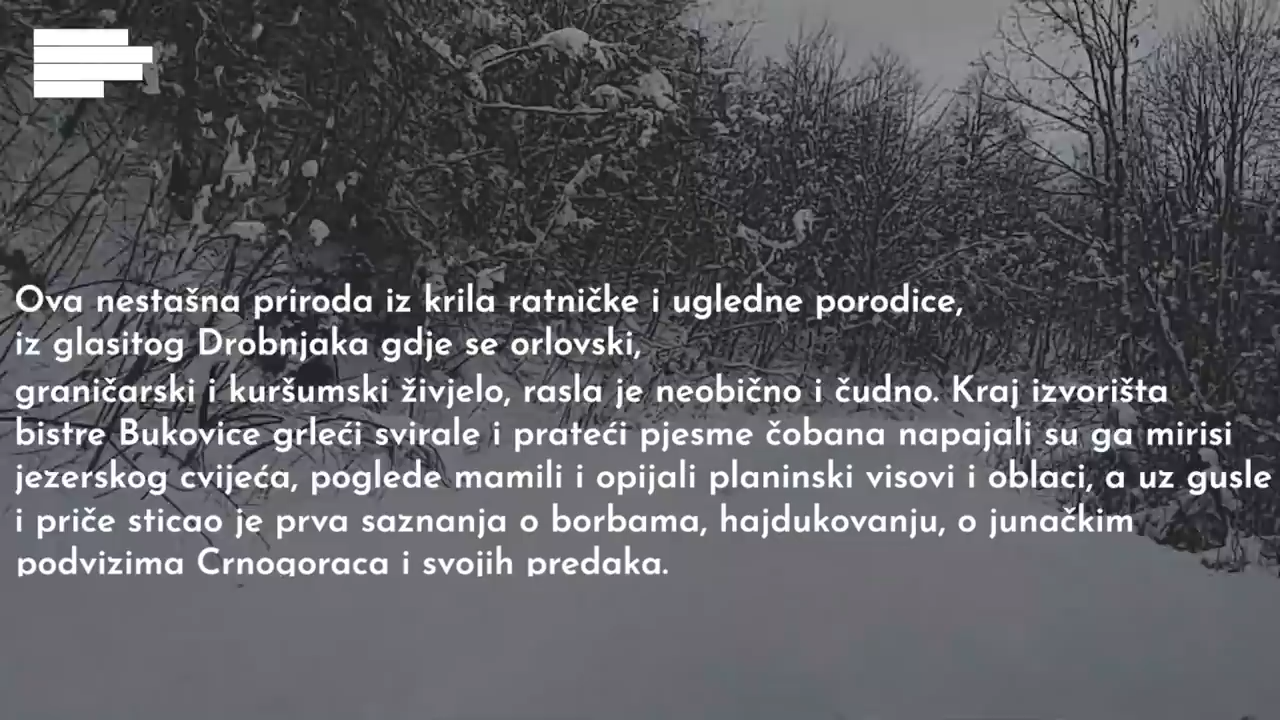 Ova nestašna priroda iz krila ratničke i ugledne porodice,
iz glasitog Drobnjaka gdje se orlovski,
graničarski i kuršumski živjelo, rasla je neobično i čudno. Kraj izvorišta
bistre Bukovice grleći svirale i prateći pjesme čobana napajali su ga mirisi
jezerskog cvijeća, poglede mamili i opijali planinski visovi i oblaci, a uz gusle
i priče sticao je prva saznanja o borbama, hajdukovanju, o junačkim
podvizima Crnogoraca i svojih predaka.